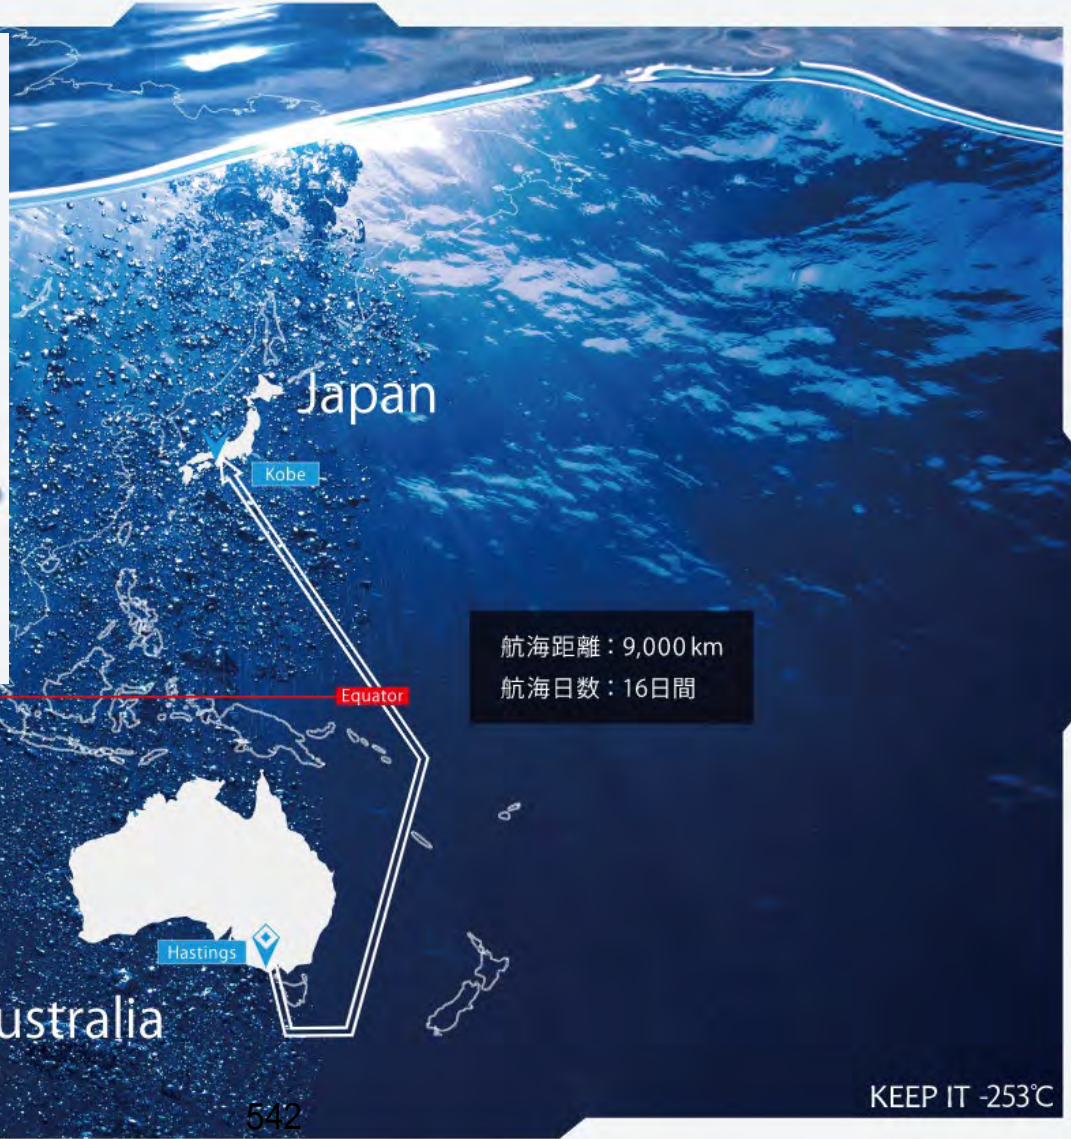 Japan
Kobe
航海距離：9,000 km
航海日数：16日間
Equator
Hastings
ustralia
KEEP IT -253℃
542